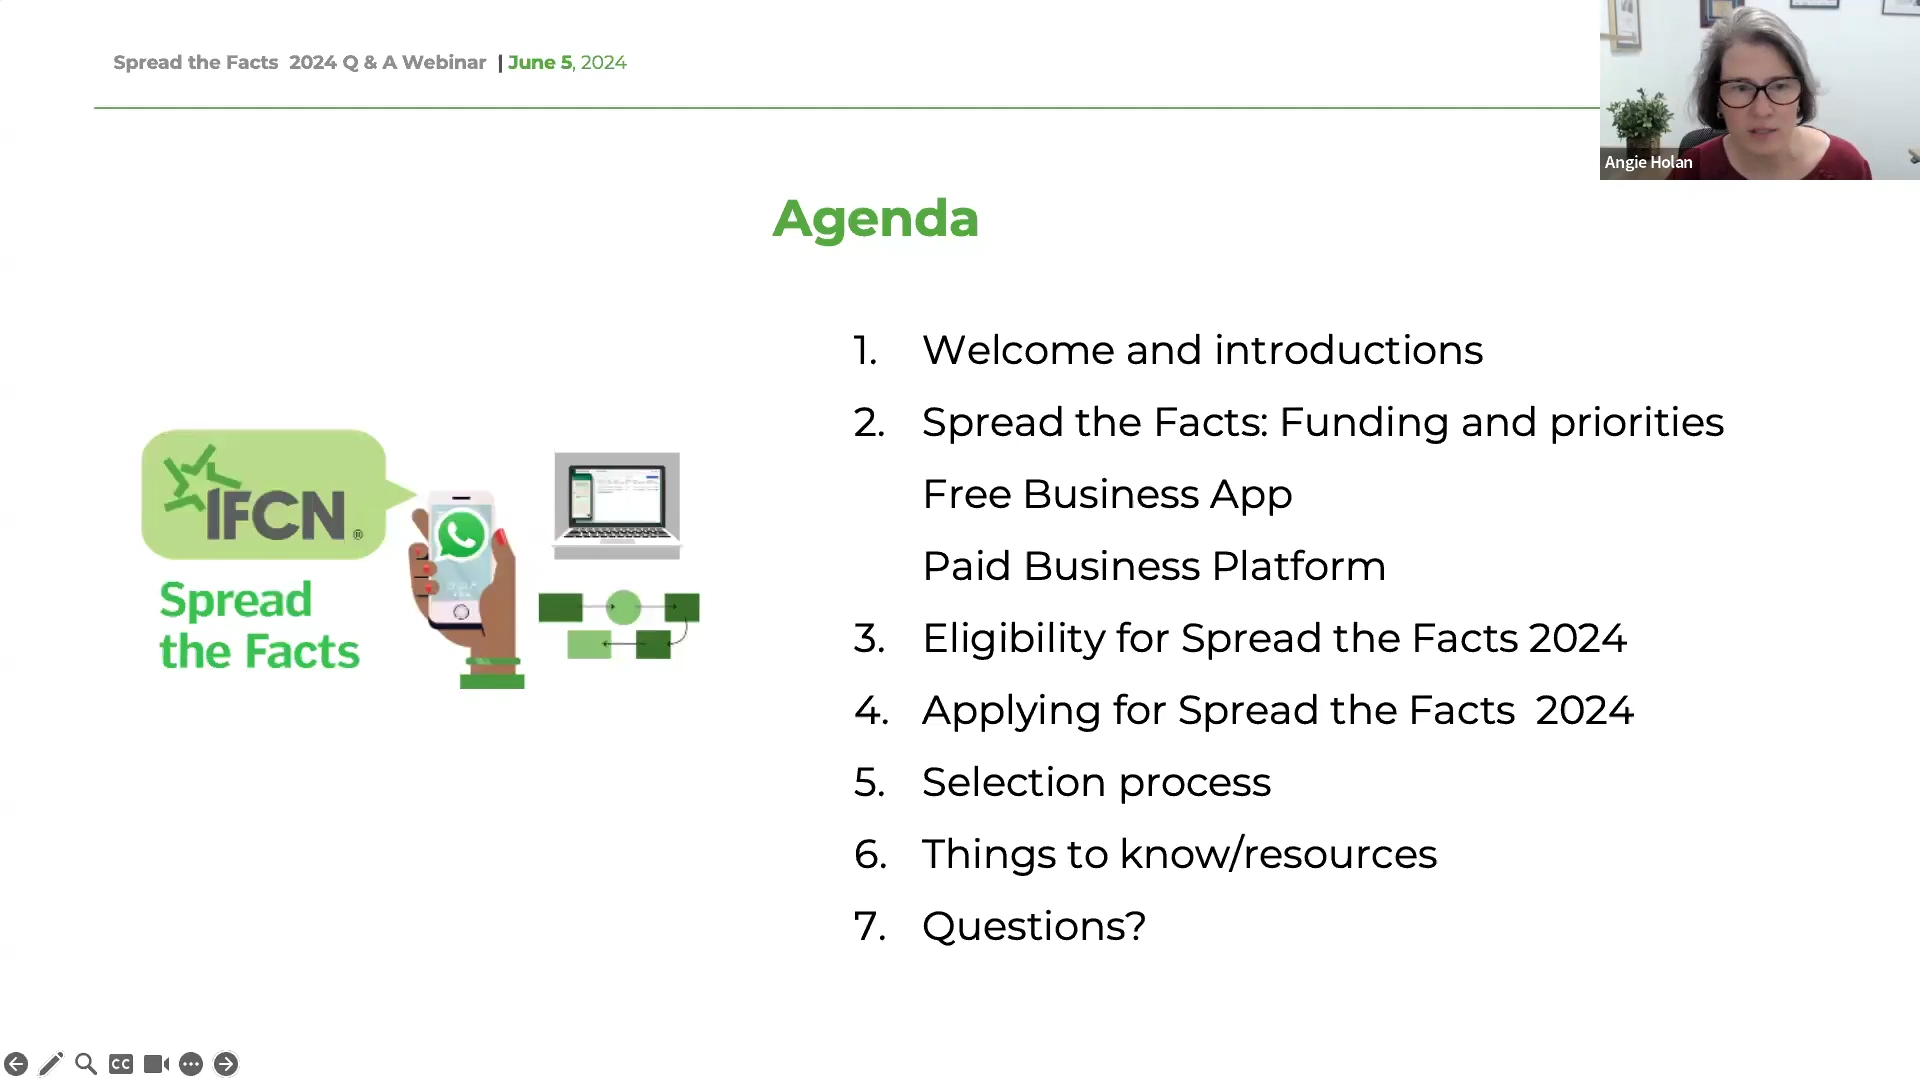 Spread the Facts 2024 Q & A Webinar | June 5, 2024
Angie Holan
Agenda
1. Welcome and introductions
2. Spread the Facts: Funding and priorities
Free Business App
Paid Business Platform
3. Eligibility for Spread the Facts 2024
4. Applying for Spread the Facts 2024
5. Selection process
6. Things to know/resources
7. Questions?
IFCN ®
Spread
the Facts
CC